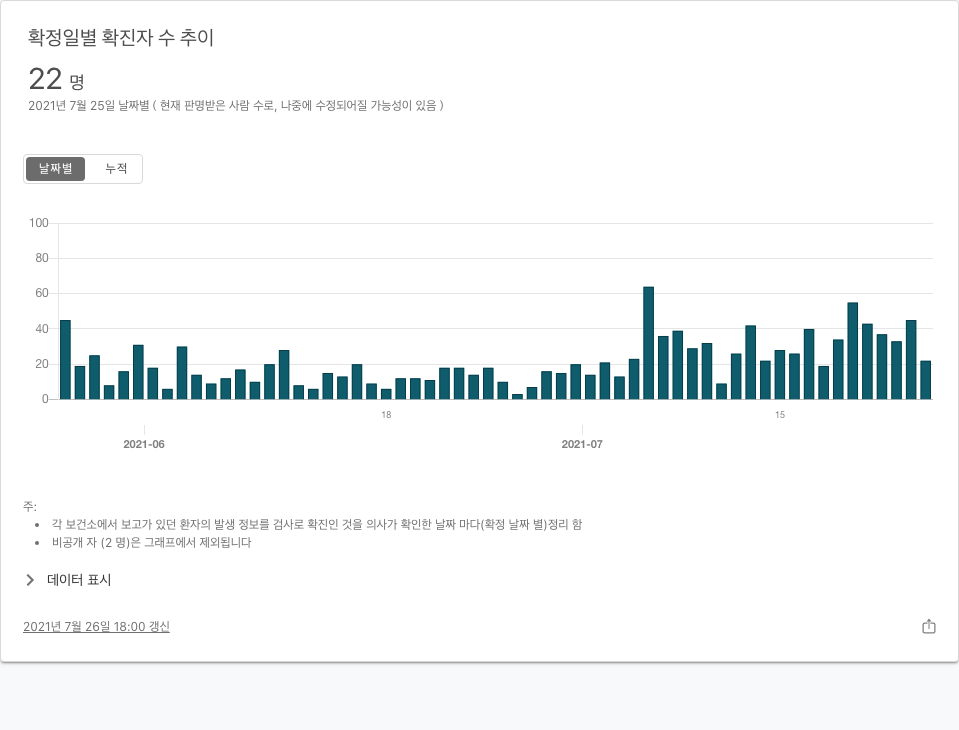 확정일별 확진자 수 추이
22 명
2021년 7월 25일 날짜별 ( 현재 판명받은 사람 수로, 나중에 수정되어질 가능성이 있음 )
날짜별 누적
100
80
60
40
20
0
18 15
2021-06 2021-07
주:
각 보건소에서 보고가 있던 환자의 발생 정보를 검사로 확진인 것을 의사가 확인한 날짜 마다(확정 날짜 별)정리 함
비공개 자 (2 명)은 그래프에서 제외됩니다
데이터 표시
2021년 7월 26일 18:00 갱신